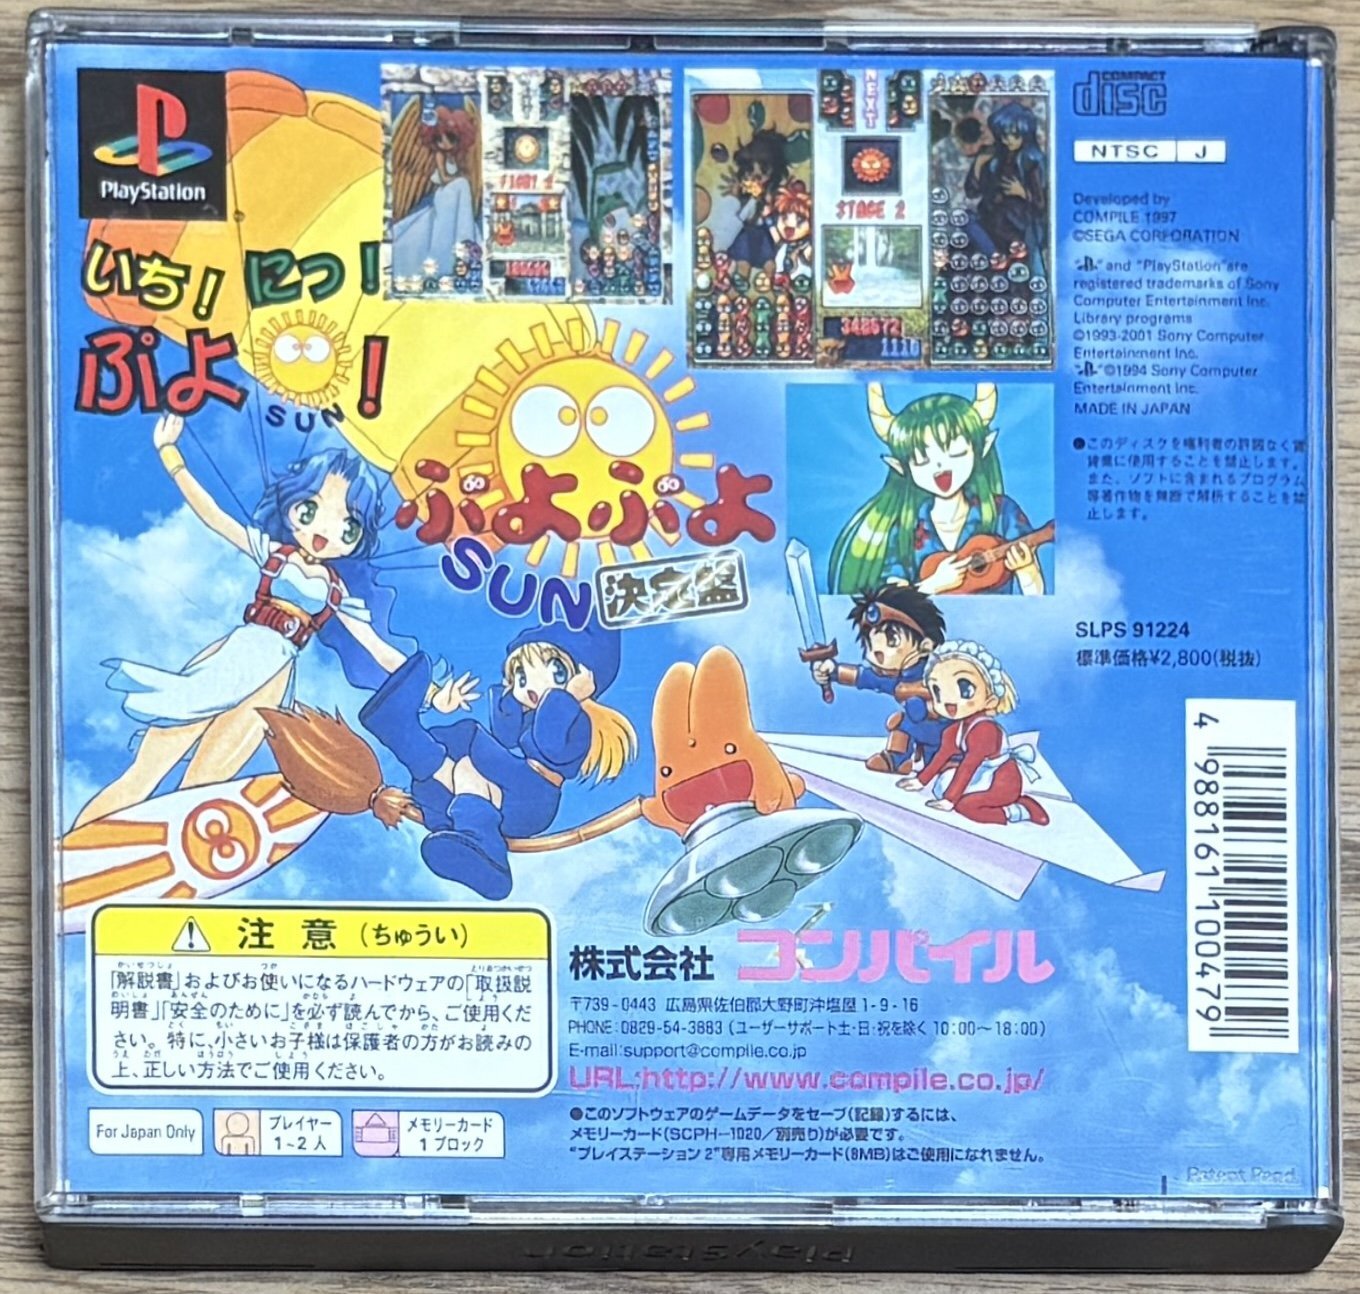 PlayStation
いち！にっ！
ぷよ！
SUN
NEXT
STAGE 2
348672
1116
ぷよぷよ
SUN 決定盤
COMPACT
disc
NTSC J
Developed by
COMPILE 1997
©SEGA CORPORATION
" " and "PlayStation" are
registered trademarks of Sony
Computer Entertainment Inc.
Library programs
©1993-2001 Sony Computer
Entertainment Inc.
" " ©1994 Sony Computer
Entertainment Inc.
MADE IN JAPAN
●このディスクを権利者の許諾なく賃
貸業に使用することを禁止します。
また、ソフトに含まれるプログラム
等著作物を無断で解析することを禁
止します。
SLPS 91224
標準価格¥2,800(税抜)
4 988161 100479
注意（ちゅうい）
「解説書」およびお使いになるハードウェアの「取扱説
明書」「安全のために」を必ず読んでから、ご使用くだ
さい。特に、小さいお子様は保護者の方がお読みの
上、正しい方法でご使用ください。
For Japan Only
プレイヤー
1~2人
メモリーカード
1ブロック
株式会社 コンパイル
〒739-0443 広島県佐伯郡大野町沖塩屋1-9-16
PHONE:0829-54-3883 (ユーザーサポート土・日・祝を除く 10:00~18:00)
E-mail:support@compile.co.jp
URL:http://www.compile.co.jp/
●このソフトウェアのゲームデータをセーブ(記録)するには、
メモリーカード(SCPH-1020/別売り)が必要です。
"プレイステーション 2"専用メモリーカード(8MB)はご使用になれません。
Patent Pend.
PlayStation